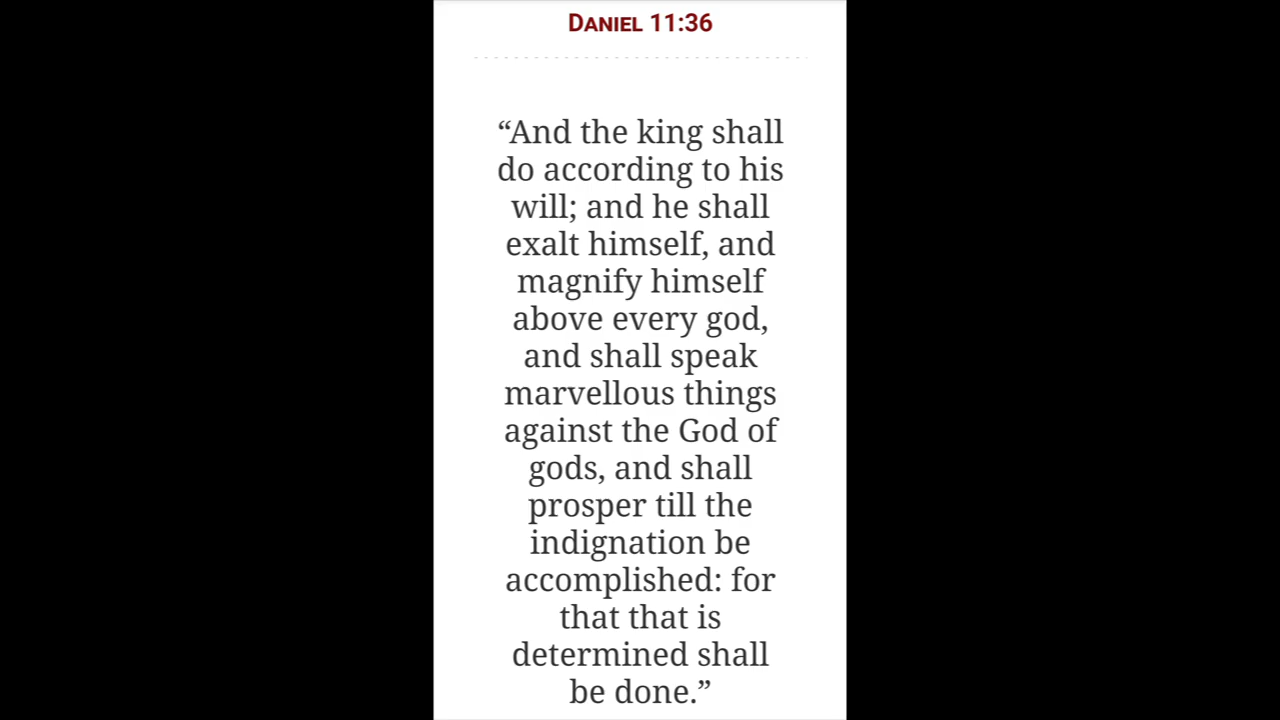 Daniel 11:36
“And the king shall
do according to his
will; and he shall
exalt himself, and
magnify himself
above every god,
and shall speak
marvellous things
against the God of
gods, and shall
prosper till the
indignation be
accomplished: for
that that is
determined shall
be done.”